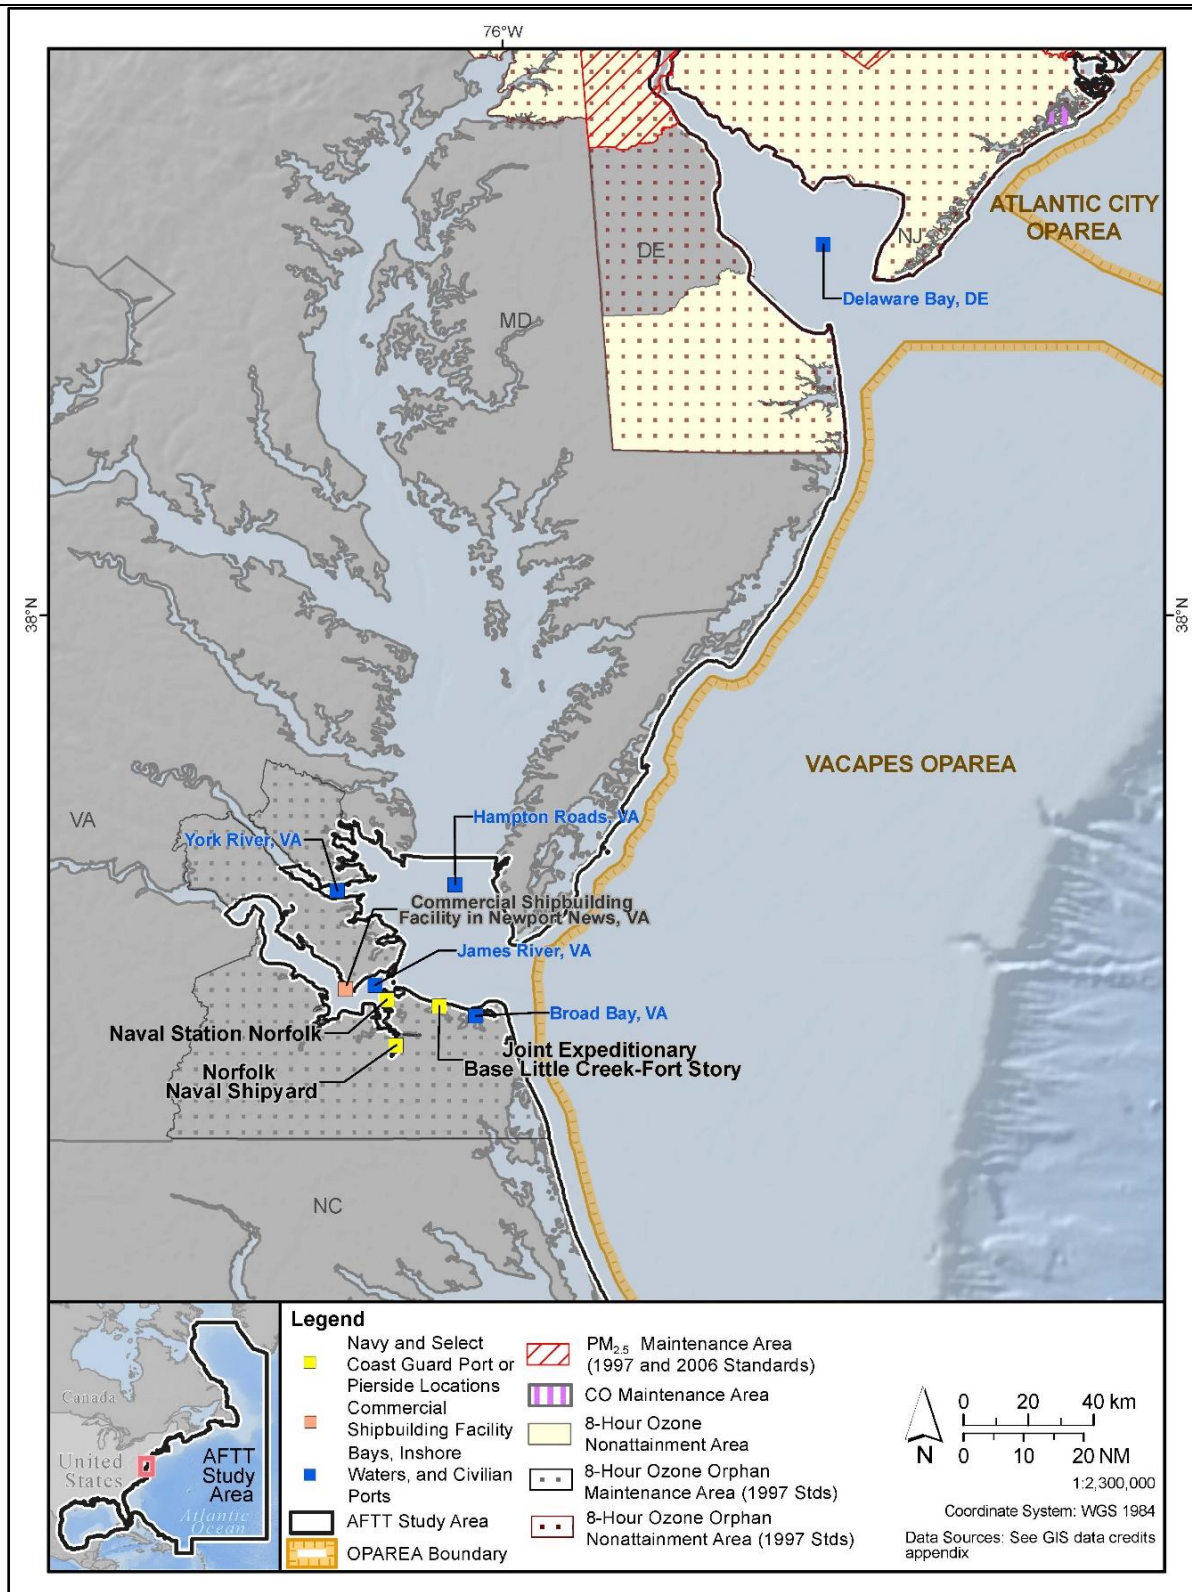 76°W
ATLANTIC CITY
OPAREA
NJ
DE
Delaware Bay, DE
MD
38°N
38°N
VACAPES OPAREA
VA
Hampton Roads, VA
York River, VA
Commercial Shipbuilding
Facility in Newport News, VA
James River, VA
Broad Bay, VA
Naval Station Norfolk
Joint Expeditionary
Base Little Creek-Fort Story
Norfolk
Naval Shipyard
NC
Canada
United
States
AFTT
Study
Area
Atlantic
Ocean
Legend
Navy and Select
Coast Guard Port or
Pierside Locations
Commercial
Shipbuilding Facility
Bays, Inshore
Waters, and Civilian
Ports
AFTT Study Area
OPAREA Boundary
PM2.5 Maintenance Area
(1997 and 2006 Standards)
CO Maintenance Area
8-Hour Ozone
Nonattainment Area
8-Hour Ozone Orphan
Maintenance Area (1997 Stds)
8-Hour Ozone Orphan
Nonattainment Area (1997 Stds)
N
0 20 40 km
0 10 20 NM
1:2,300,000
Coordinate System: WGS 1984
Data Sources: See GIS data credits
appendix